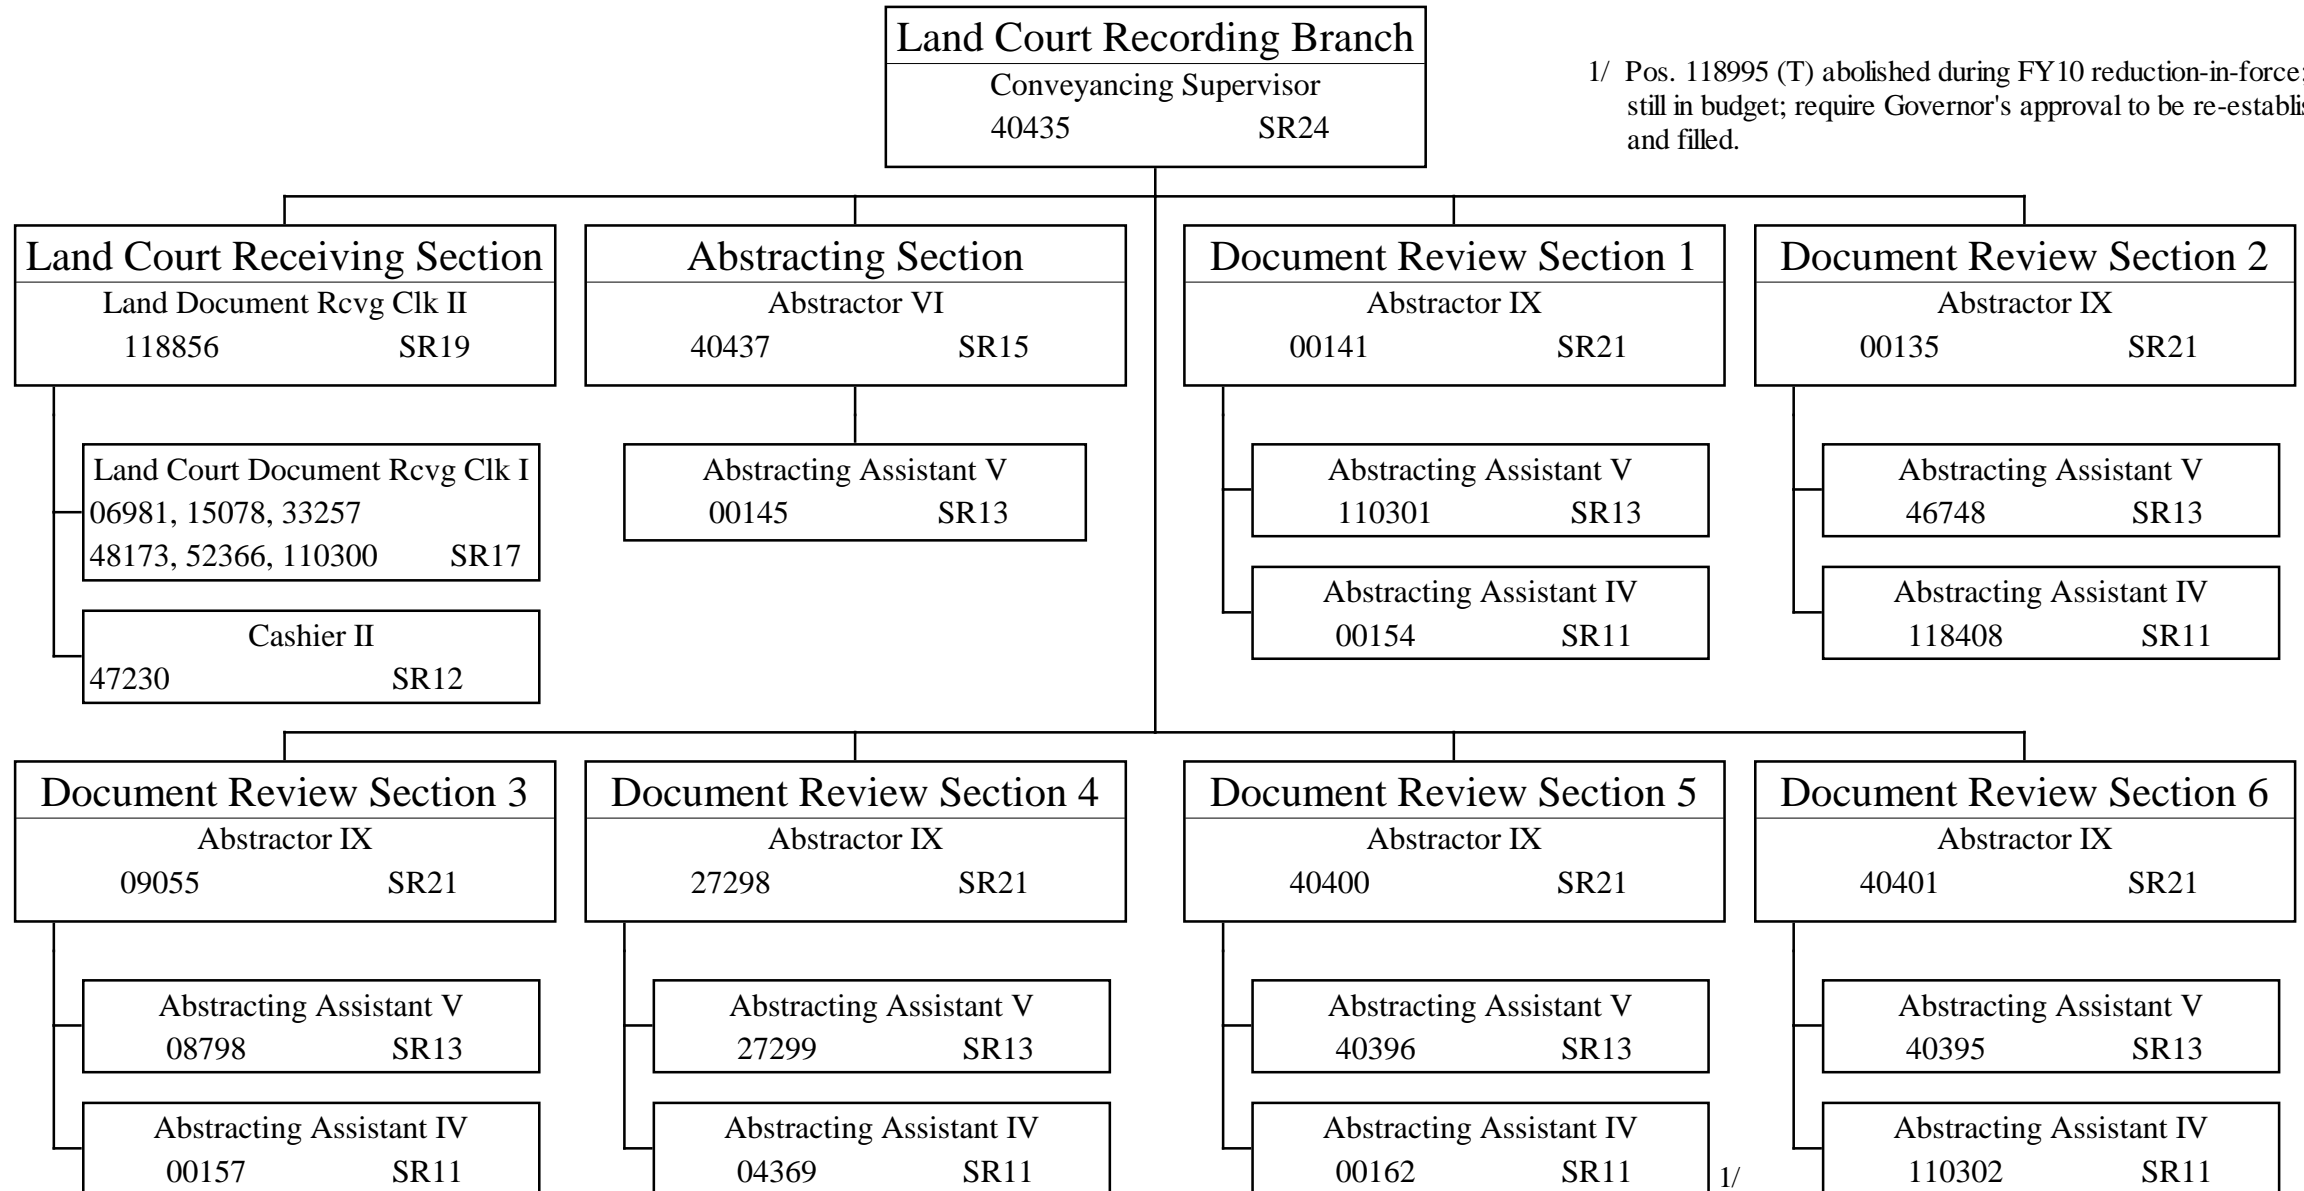 Land Court Recording Branch
Conveyancing Supervisor
40435 SR24
1/ Pos. 118995 (T) abolished during FY10 reduction-in-force;
still in budget; require Governor's approval to be
and filled.
Land Court Receiving Section
Land Document Rcvg Clk II
118856 SR19
Land Court Document Rcvg Clk I
06981, 15078, 33257
48173, 52366, 110300 SR17
Cashier II
47230 SR12
Abstracting Section
Abstractor VI
40437 SR15
Abstracting Assistant V
00145 SR13
Document Review Section 1
Abstractor IX
00141 SR21
Abstracting Assistant V
110301 SR13
Abstracting Assistant IV
00154 SR11
Document Review Section 2
Abstractor IX
00135 SR21
Abstracting Assistant V
46748 SR13
Abstracting Assistant IV
118408 SR11
Document Review Section 3
Abstractor IX
09055 SR21
Abstracting Assistant V
08798 SR13
Abstracting Assistant IV
00157 SR11
Document Review Section 4
Abstractor IX
27298 SR21
Abstracting Assistant V
27299 SR13
Abstracting Assistant IV
04369 SR11
Document Review Section 5
Abstractor IX
40400 SR21
Abstracting Assistant V
40396 SR13
Abstracting Assistant IV
00162 SR11 1/
Document Review Section 6
Abstractor IX
40401 SR21
Abstracting Assistant V
40395 SR13
Abstracting Assistant IV
110302 SR11